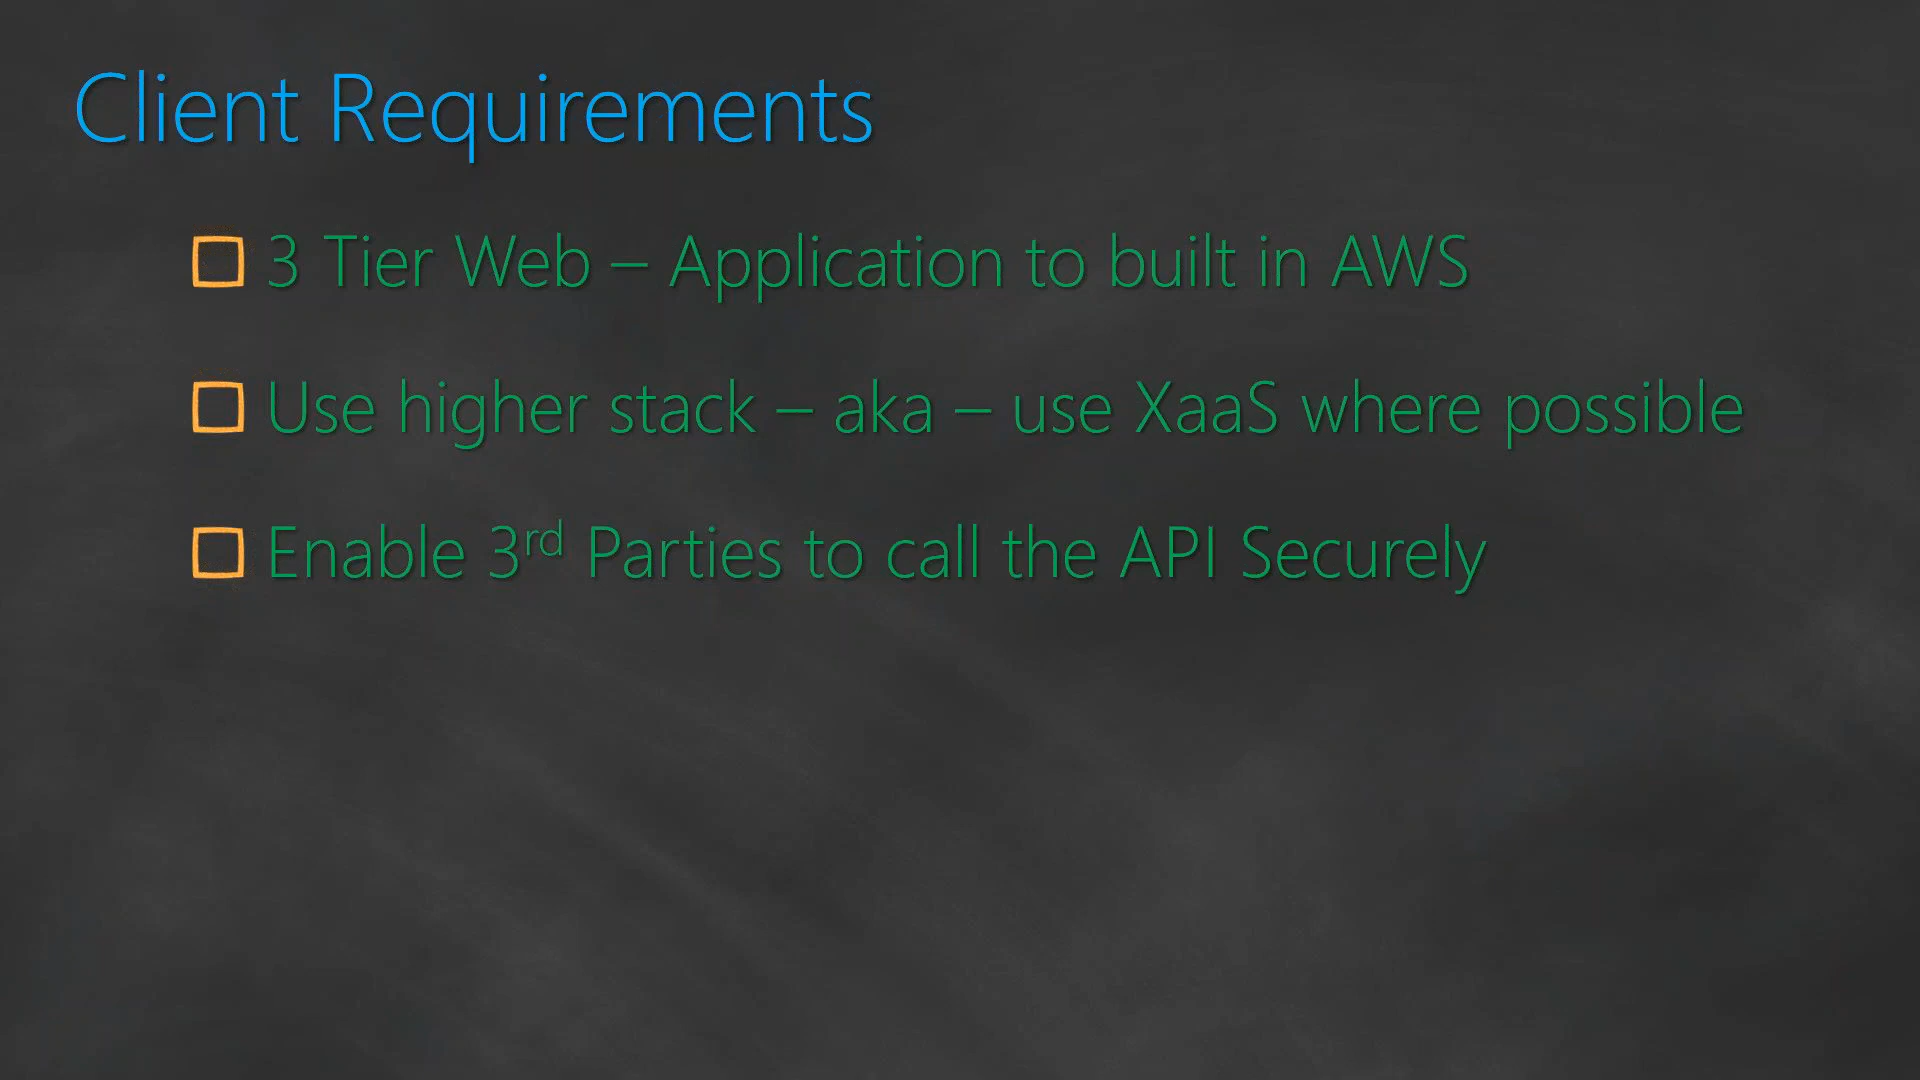 Client Requirements
3 Tier Web – Application to built in AWS
Use higher stack – aka – use XaaS where possible
Enable 3rd Parties to call the API Securely